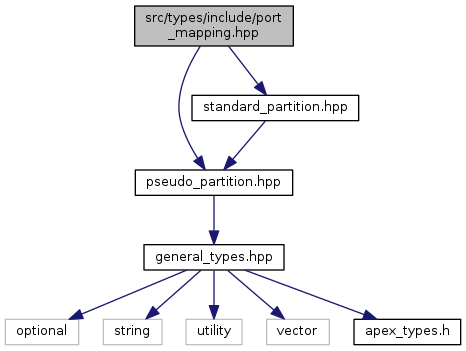 src/types/include/port
_mapping.hpp
standard_partition.hpp
pseudo_partition.hpp
general_types.hpp
optional
string
utility
vector
apex_types.h